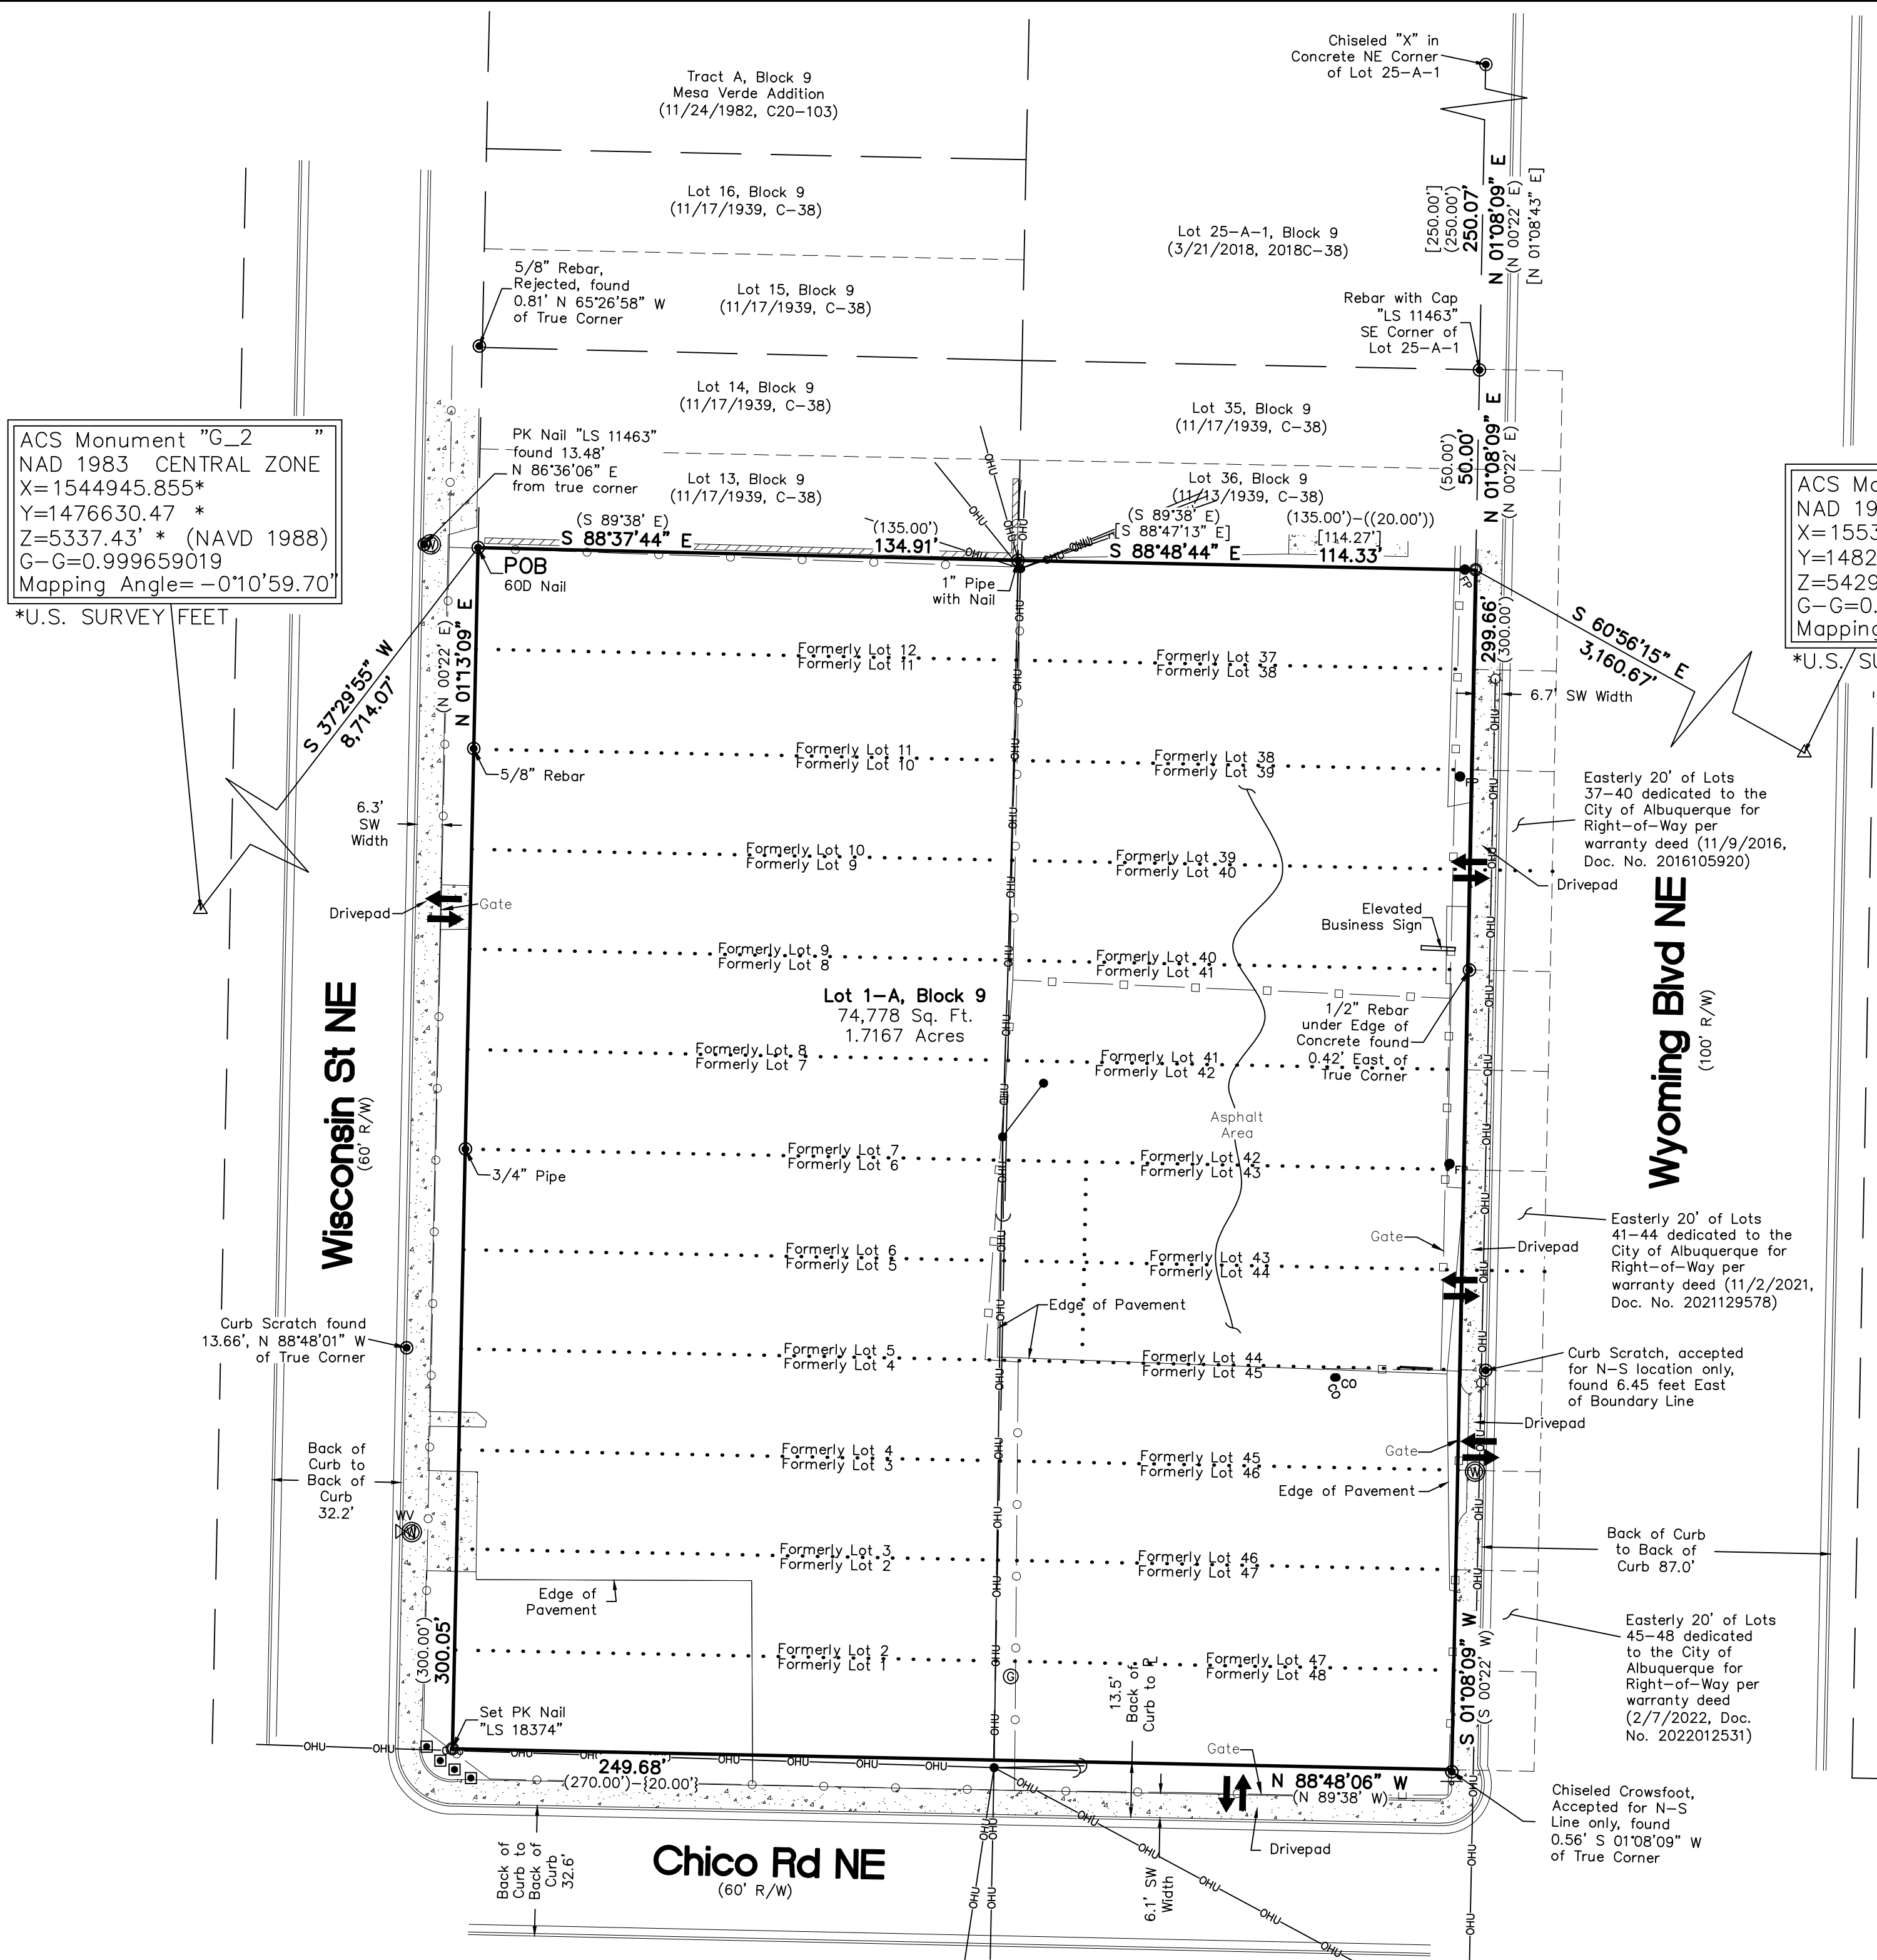 Chiseled "X" in
Concrete NE Corner
of Lot 25-A-1
Tract A, Block 9
Mesa Verde Addition
(11/24/1982, C20-103)
Lot 16, Block 9
(11/17/1939, C-38)
Lot 25-A-1, Block 9
(3/21/2018, 2018C-38)
[250.00']
(250.00')
250.07'
N 01°08'09" E
(N 00°22' E)
[N 01°08'43" E]
5/8" Rebar,
Rejected, found
0.81' N 65°26'58" W
of True Corner
Lot 15, Block 9
(11/17/1939, C-38)
Rebar with Cap
"LS 11463"
SE Corner of
Lot 25-A-1
Lot 14, Block 9
(11/17/1939, C-38)
Lot 35, Block 9
(11/17/1939, C-38)
(50.00')
50.00'
N 01°08'09" E
(N 00°22' E)
ACS Monument "G_2 "
NAD 1983 CENTRAL ZONE
X=1544945.855*
Y=1476630.47 *
Z=5337.43' * (NAVD 1988)
G-G=0.999659019
Mapping Angle= -0°10'59.70"
*U.S. SURVEY FEET
PK Nail "LS 11463"
found 13.48'
N 86°36'06" E
from true corner
Lot 13, Block 9
(11/17/1939, C-38)
Lot 36, Block 9
(11/13/1939, C-38)
ACS Mo
NAD 19
X=1553
Y=1482
Z=5429
G-G=0.
Mapping
*U.S. SU
(S 89°38' E)
S 88°37'44" E
(135.00')
134.91'
(S 89°38' E)
[S 88°47'13" E]
S 88°48'44" E
(135.00')-((20.00'))
[114.27']
114.33'
POB
60D Nail
1" Pipe
with Nail
FP
(N 00°22' E)
N 01°13'09" E
S 37°29'55" W
8,714.07'
299.66'
(300.00')
S 60°56'15" E
3,160.67'
6.7' SW Width
Formerly Lot 12
Formerly Lot 11
Formerly Lot 37
Formerly Lot 38
5/8" Rebar
Formerly Lot 11
Formerly Lot 10
Formerly Lot 38
Formerly Lot 39
FP
6.3'
SW
Width
Easterly 20' of Lots
37-40 dedicated to the
City of Albuquerque for
Right-of-Way per
warranty deed (11/9/2016,
Doc. No. 2016105920)
Formerly Lot 10
Formerly Lot 9
Formerly Lot 39
Formerly Lot 40
Drivepad
Drivepad
Gate
Elevated
Business Sign
Formerly Lot 9
Formerly Lot 8
Formerly Lot 40
Formerly Lot 41
Lot 1-A, Block 9
74,778 Sq. Ft.
1.7167 Acres
1/2" Rebar
under Edge of
Concrete found
0.42' East of
True Corner
Wisconsin St NE
(60' R/W)
Wyoming Blvd NE
(100' R/W)
Formerly Lot 8
Formerly Lot 7
Formerly Lot 41
Formerly Lot 42
Asphalt
Area
Formerly Lot 7
Formerly Lot 6
Formerly Lot 42
Formerly Lot 43
3/4" Pipe
Easterly 20' of Lots
41-44 dedicated to the
City of Albuquerque for
Right-of-Way per
warranty deed (11/2/2021,
Doc. No. 2021129578)
Gate
Drivepad
Formerly Lot 6
Formerly Lot 5
Formerly Lot 43
Formerly Lot 44
Edge of Pavement
Curb Scratch found
13.66', N 88°48'01" W
of True Corner
Formerly Lot 5
Formerly Lot 4
Formerly Lot 44
Formerly Lot 45
CO
CO
Curb Scratch, accepted
for N-S location only,
found 6.45 feet East
of Boundary Line
Drivepad
Gate
Formerly Lot 4
Formerly Lot 3
Formerly Lot 45
Formerly Lot 46
W
Edge of Pavement
Back of
Curb to
Back of
Curb
32.2'
WV
W
Formerly Lot 3
Formerly Lot 2
Formerly Lot 46
Formerly Lot 47
Back of Curb
to Back of
Curb 87.0'
Edge of
Pavement
(300.00')
300.05'
Formerly Lot 2
Formerly Lot 1
Formerly Lot 47
Formerly Lot 48
G
13.5'
Back of
Curb to
S 01°08'09" W
(S 00°22' W)
Easterly 20' of Lots
45-48 dedicated
to the City of
Albuquerque for
Right-of-Way per
warranty deed
(2/7/2022, Doc.
No. 2022012531)
Set PK Nail
"LS 18374"
OHU
OHU
OHU
OHU
OHU
OHU
249.68'
(270.00')-{20.00'}
Gate
N 88°48'06" W
(N 89°38' W)
Chiseled Crowsfoot,
Accepted for N-S
Line only, found
0.56' S 01°08'09" W
of True Corner
Drivepad
Back of
Curb to
Back of
Curb
32.6'
Chico Rd NE
(60' R/W)
6.1' SW
Width
OHU
OHU
OHU
OHU
OHU